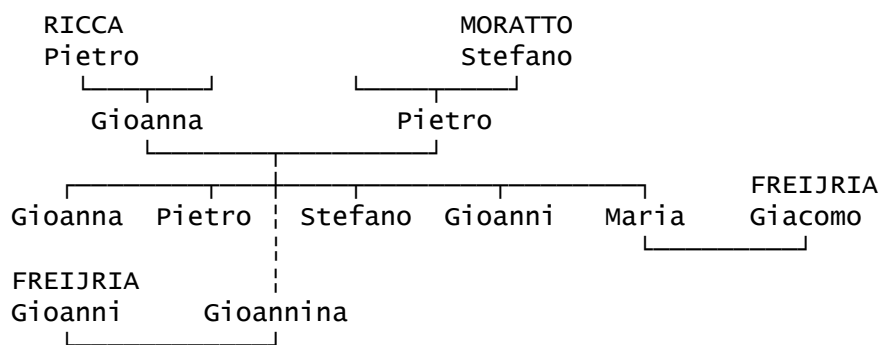 RICCA MORATTO
Pietro Stefano
Gioanna Pietro
FREIJRIA
Gioanna Pietro Stefano Gioanni Maria Giacomo
FREIJRIA
Gioanni Gioannina